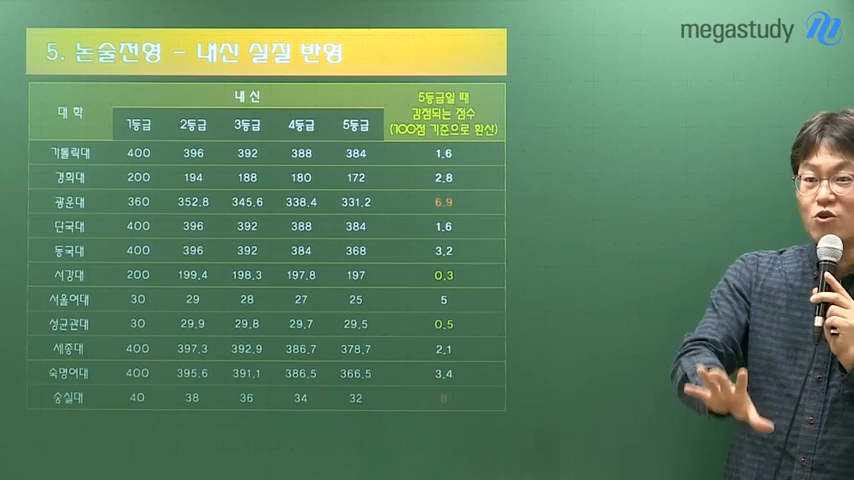 megastudy
5. 논술전형 - 내신 실질 반영
대 학 내 신 5등급일 때 감점되는 점수 (100점 기준으로 환산)
1등급 2등급 3등급 4등급 5등급
가톨릭대 400 396 392 388 384 1.6
경희대 200 194 188 180 172 2.8
광운대 360 352.8 345.6 338.4 331.2 6.9
단국대 400 396 392 388 384 1.6
동국대 400 396 392 384 368 3.2
서강대 200 199.4 198.3 197.8 197 0.3
서울여대 30 29 28 27 25 5
성균관대 30 29.9 29.8 29.7 29.5 0.5
세종대 400 397.3 392.9 386.7 378.7 2.1
숙명여대 400 395.6 391.1 386.5 366.5 3.4
숭실대 40 38 36 34 32 8